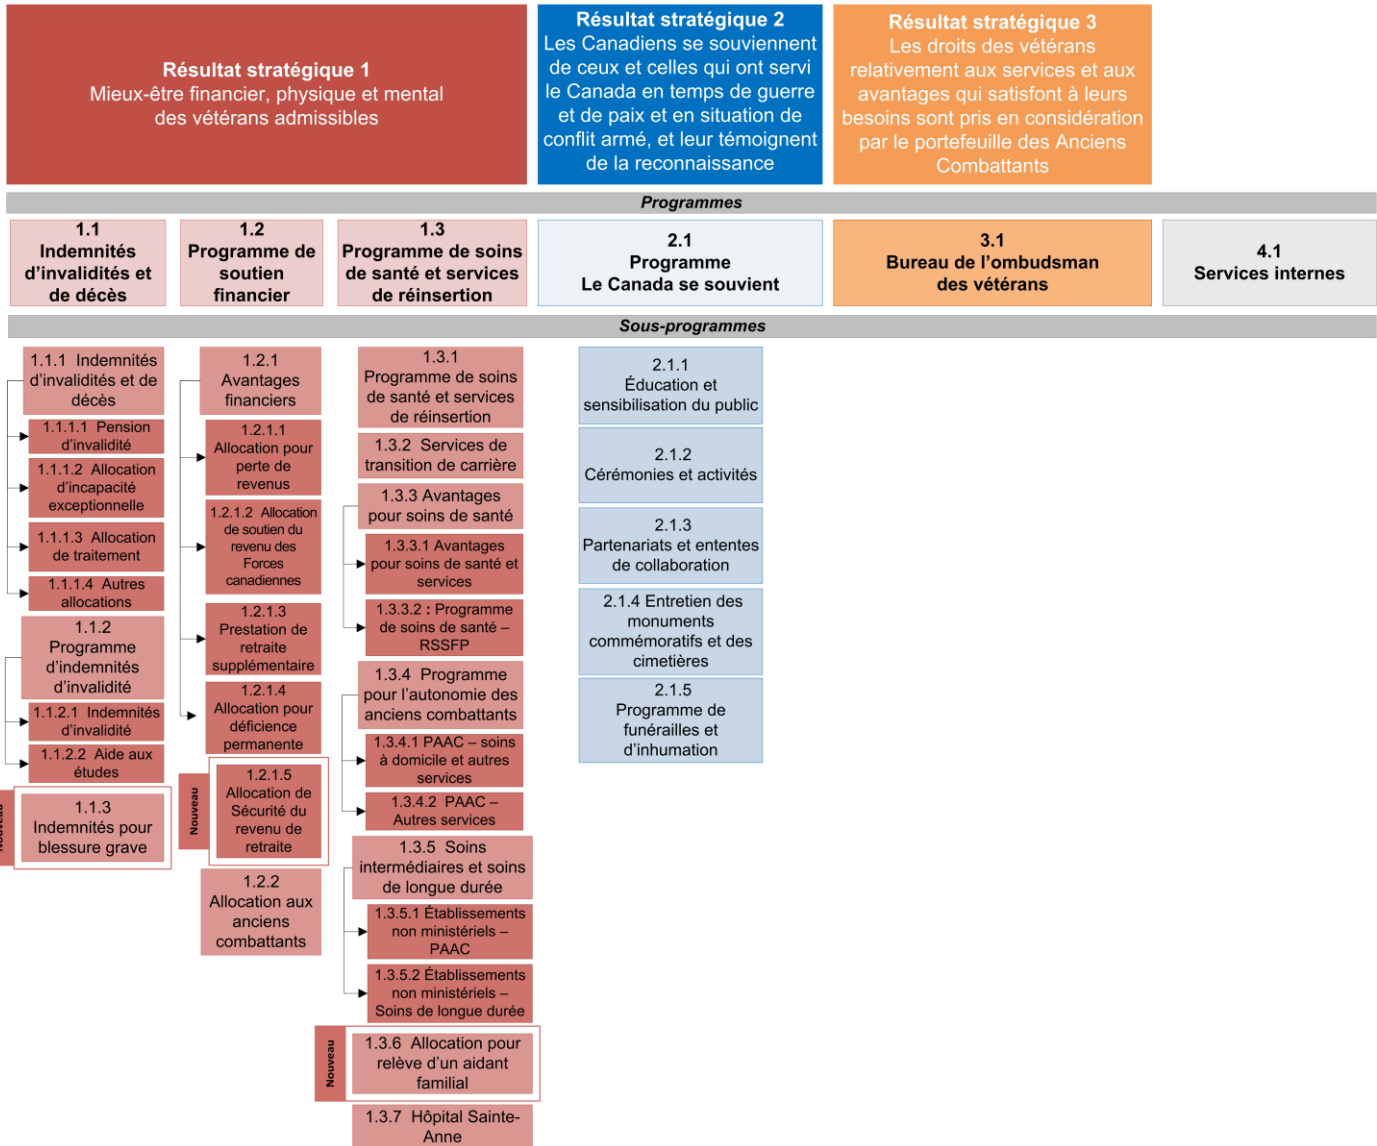 Résultat stratégique 1
Mieux-être financier, physique et mental
des vétérans admissibles
Résultat stratégique 2
Les Canadiens se souviennent
de ceux et celles qui ont servi
le Canada en temps de guerre
et de paix et en situation de
conflit armé, et leur témoignent
de la reconnaissance
Résultat stratégique 3
Les droits des vétérans
relativement aux services et aux
avantages qui satisfont à leurs
besoins sont pris en considération
par le portefeuille des Anciens
Combattants
Programmes
1.1
Indemnités
d’invalidités et
de décès
1.2
Programme de
soutien
financier
1.3
Programme de soins
de santé et services
de réinsertion
2.1
Programme
Le Canada se souvient
3.1
Bureau de l’ombudsman
des vétérans
4.1
Services internes
Sous-programmes
1.1.1 Indemnités
d’invalidités et de
décès
1.1.1.1 Pension
d’invalidité
1.1.1.2 Allocation
d’incapacité
exceptionnelle
1.1.1.3 Allocation
de traitement
1.1.1.4 Autres
allocations
1.1.2
Programme
d’indemnités
d’invalidité
1.1.2.1 Indemnités
d’invalidité
1.1.2.2 Aide aux
études
Nouveau
1.1.3
Indemnités pour
blessure grave
1.2.1
Avantages
financiers
1.2.1.1
Allocation pour
perte de
revenus
1.2.1.2 Allocation
de soutien du
revenu des
Forces
canadiennes
1.2.1.3
Prestation de
retraite
supplémentaire
1.2.1.4
Allocation pour
déficience
permanente
Nouveau
1.2.1.5
Allocation de
Sécurité du
revenu de
retraite
1.2.2
Allocation aux
anciens
combattants
1.3.1
Programme de soins
de santé et services
de réinsertion
1.3.2 Services de
transition de carrière
1.3.3 Avantages
pour soins de santé
1.3.3.1 Avantages
pour soins de santé et
services
1.3.3.2 : Programme
de soins de santé –
RSSFP
1.3.4 Programme
pour l’autonomie des
anciens combattants
1.3.4.1 PAAC – soins
à domicile et autres
services
1.3.4.2 PAAC –
Autres services
1.3.5 Soins
intermédiaires et soins
de longue durée
1.3.5.1 Établissements
non ministériels –
PAAC
1.3.5.2 Établissements
non ministériels –
Soins de longue durée
Nouveau
1.3.6 Allocation pour
relève d’un aidant
familial
1.3.7 Hôpital Sainte-
Anne
2.1.1
Éducation et
sensibilisation du public
2.1.2
Cérémonies et activités
2.1.3
Partenariats et ententes
de collaboration
2.1.4 Entretien des
monuments
commémoratifs et des
cimetières
2.1.5
Programme de
funérailles et
d’inhumation